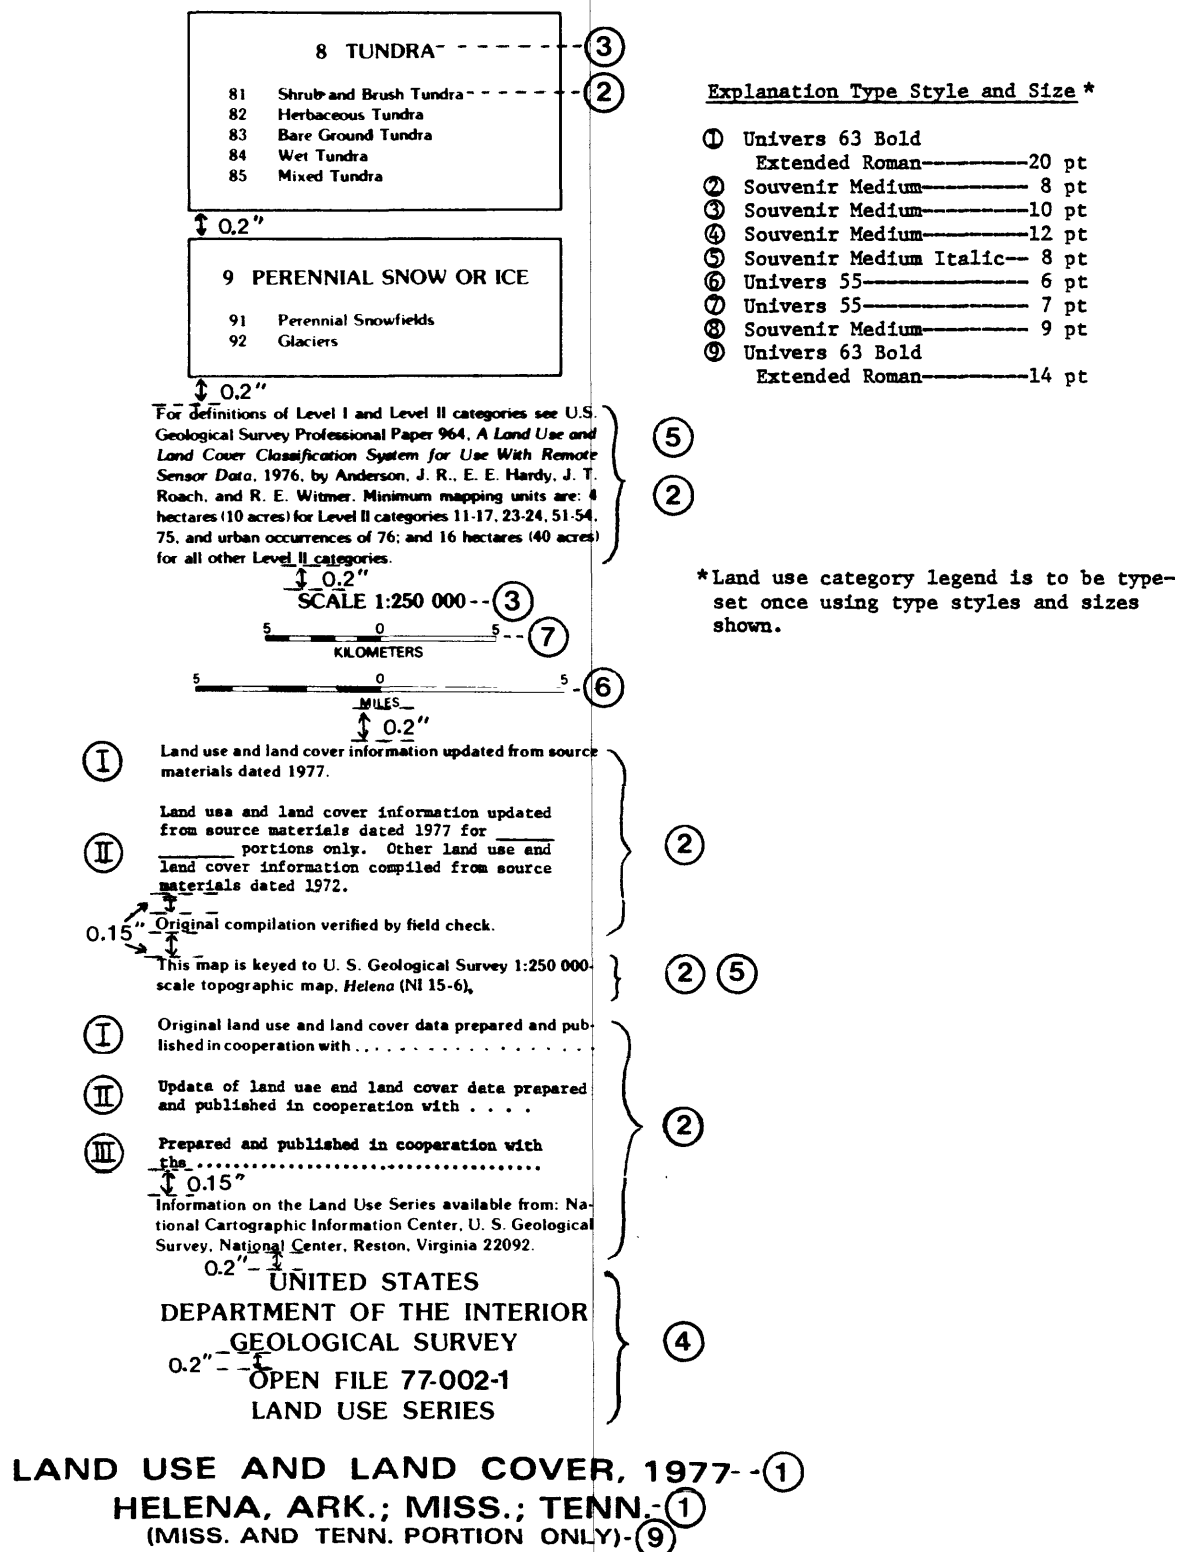 8 TUNDRA - - - - - - - ③
81 Shrub and Brush Tundra - - - - - - - ②
82 Herbaceous Tundra
83 Bare Ground Tundra
84 Wet Tundra
85 Mixed Tundra
0.2"
9 PERENNIAL SNOW OR ICE
91 Perennial Snowfields
92 Glaciers
0.2"
For definitions of Level I and Level II categories see U.S.
Geological Survey Professional Paper 964, A Land Use and
Land Cover Classification System for Use With Remote
Sensor Data, 1976, by Anderson, J. R., E. E. Hardy, J. T.
Roach, and R. E. Witmer. Minimum mapping units are: 4
hectares (10 acres) for Level II categories 11-17, 23-24, 51-54,
75, and urban occurrences of 76; and 16 hectares (40 acres)
for all other Level II categories.
⑤
②
0.2"
SCALE 1:250 000 - - ③
5 0 5 - - - ⑦
KILOMETERS
5 0 5 - ⑥
MILES
0.2"
Ⅰ
Land use and land cover information updated from source
materials dated 1977.
Ⅱ
Land usa and land cover information updated
from source materials dated 1977 for _______
________ portions only. Other land use and
land cover information compiled from source
materials dated 1972.
②
0.15"
Original compilation verified by field check.
This map is keyed to U. S. Geological Survey 1:250 000-
scale topographic map, Helena (NI 15-6).
② ⑤
Ⅰ
Original land use and land cover data prepared and pub-
lished in cooperation with . . . . . . . . . . . . . . . . . .
Ⅱ
Update of land uae and land cover data prepared
and published in cooperation with . . . .
Ⅲ
Prepared and published in cooperation with
the ......................................
②
0.15"
Information on the Land Use Series available from: Na-
tional Cartographic Information Center, U. S. Geological
Survey, National Center, Reston, Virginia 22092.
0.2"
UNITED STATES
DEPARTMENT OF THE INTERIOR
GEOLOGICAL SURVEY
0.2"
OPEN FILE 77-002-1
LAND USE SERIES
④
LAND USE AND LAND COVER, 1977- -①
HELENA, ARK.; MISS.; TENN.-①
(MISS. AND TENN. PORTION ONLY)-⑨
Explanation Type Style and Size *
① Univers 63 Bold
Extended Roman----------20 pt
② Souvenir Medium---------- 8 pt
③ Souvenir Medium----------10 pt
④ Souvenir Medium----------12 pt
⑤ Souvenir Medium Italic-- 8 pt
⑥ Univers 55--------------- 6 pt
⑦ Univers 55--------------- 7 pt
⑧ Souvenir Medium---------- 9 pt
⑨ Univers 63 Bold
Extended Roman----------14 pt
*Land use category legend is to be type-
set once using type styles and sizes
shown.